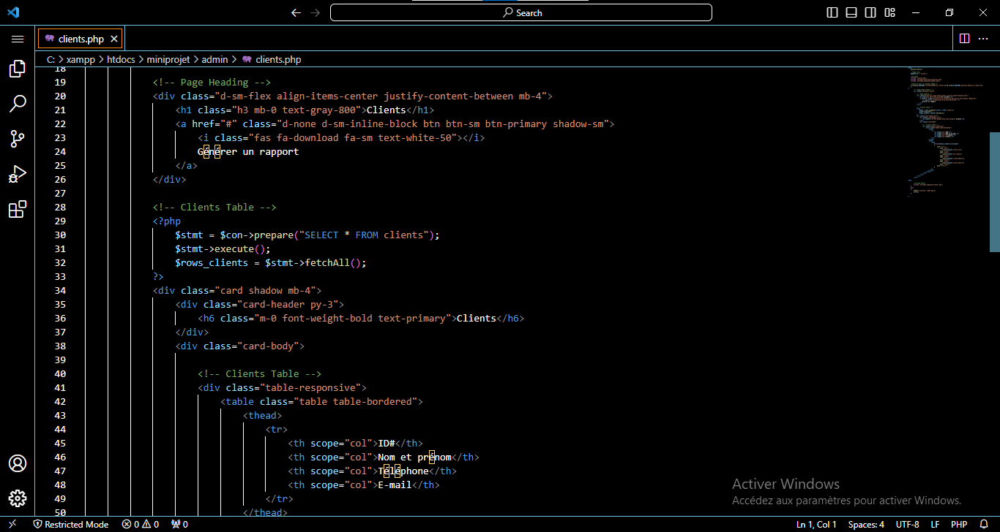 Search
clients.php
C: > xampp > htdocs > miniprojet > admin > clients.php
18
19 <!-- Page Heading -->
20 <div class="d-sm-flex align-items-center justify-content-between mb-4">
21 <h1 class="h3 mb-0 text-gray-800">Clients</h1>
22 <a href="#" class="d-none d-sm-inline-block btn btn-sm btn-primary shadow-sm">
23 <i class="fas fa-download fa-sm text-white-50"></i>
24 Générer un rapport
25 </a>
26 </div>
27
28 <!-- Clients Table -->
29 <?php
30 $stmt = $con->prepare("SELECT * FROM clients");
31 $stmt->execute();
32 $rows_clients = $stmt->fetchAll();
33 ?>
34 <div class="card shadow mb-4">
35 <div class="card-header py-3">
36 <h6 class="m-0 font-weight-bold text-primary">Clients</h6>
37 </div>
38 <div class="card-body">
39
40 <!-- Clients Table -->
41 <div class="table-responsive">
42 <table class="table table-bordered">
43 <thead>
44 <tr>
45 <th scope="col">ID#</th>
46 <th scope="col">Nom et prénom</th>
47 <th scope="col">Téléphone</th>
48 <th scope="col">E-mail</th>
49 </tr>
50 </thead>
Activer Windows
Accédez aux paramètres pour activer Windows.
Restricted Mode 0 0 0 Ln 1, Col 1 Spaces: 4 UTF-8 LF PHP